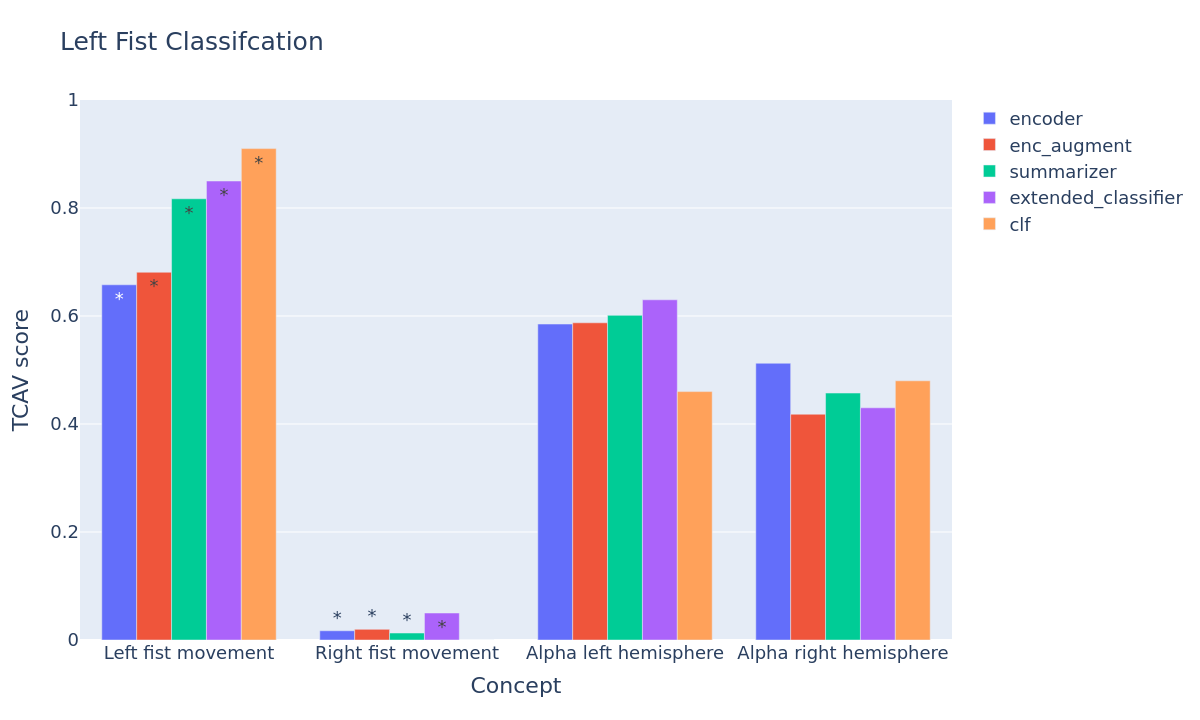 Left Fist Classifcation
1
0.8
0.6
0.4
0.2
0
TCAV score
* * * * *
* * * *
Left fist movement
Right fist movement
Alpha left hemisphere
Alpha right hemisphere
Concept
encoder
enc_augment
summarizer
extended_classifier
clf